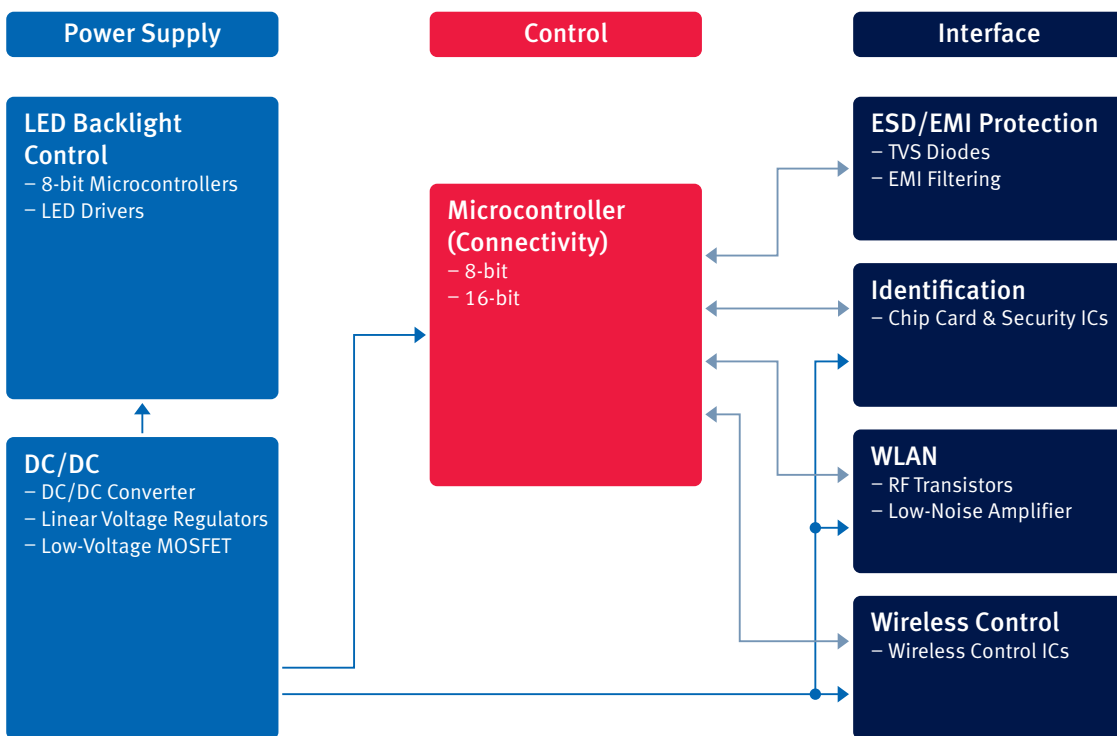 Power Supply
Control
Interface
LED Backlight
Control
– 8-bit Microcontrollers
– LED Drivers
DC/DC
– DC/DC Converter
– Linear Voltage Regulators
– Low-Voltage MOSFET
Microcontroller
(Connectivity)
– 8-bit
– 16-bit
ESD/EMI Protection
– TVS Diodes
– EMI Filtering
Identification
– Chip Card & Security ICs
WLAN
– RF Transistors
– Low-Noise Amplifier
Wireless Control
– Wireless Control ICs